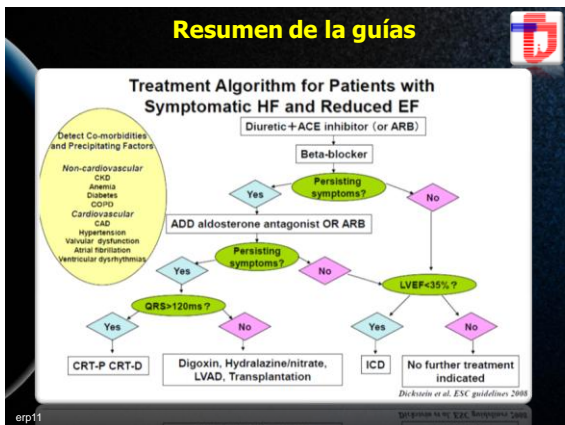 Resumen de la guías
Treatment Algorithm for Patients with
Symptomatic HF and Reduced EF
Detect Co-morbidities
and Precipitating Factors
Non-cardiovascular
CKD
Anemia
Diabetes
COPD
Cardiovascular
CAD
Hypertension
Valvular dysfunction
Atrial fibrillation
Ventricular dysrhythmias
Diuretic+ACE inhibitor (or ARB)
Beta-blocker
Persisting
symptoms?
Yes
No
ADD aldosterone antagonist OR ARB
Persisting
symptoms?
Yes
No
LVEF<35%?
QRS>120ms?
Yes
No
Yes
No
CRT-P CRT-D
Digoxin, Hydralazine/nitrate,
LVAD, Transplantation
ICD
No further treatment
indicated
Dickstein et al. ESC guidelines 2008
erp11